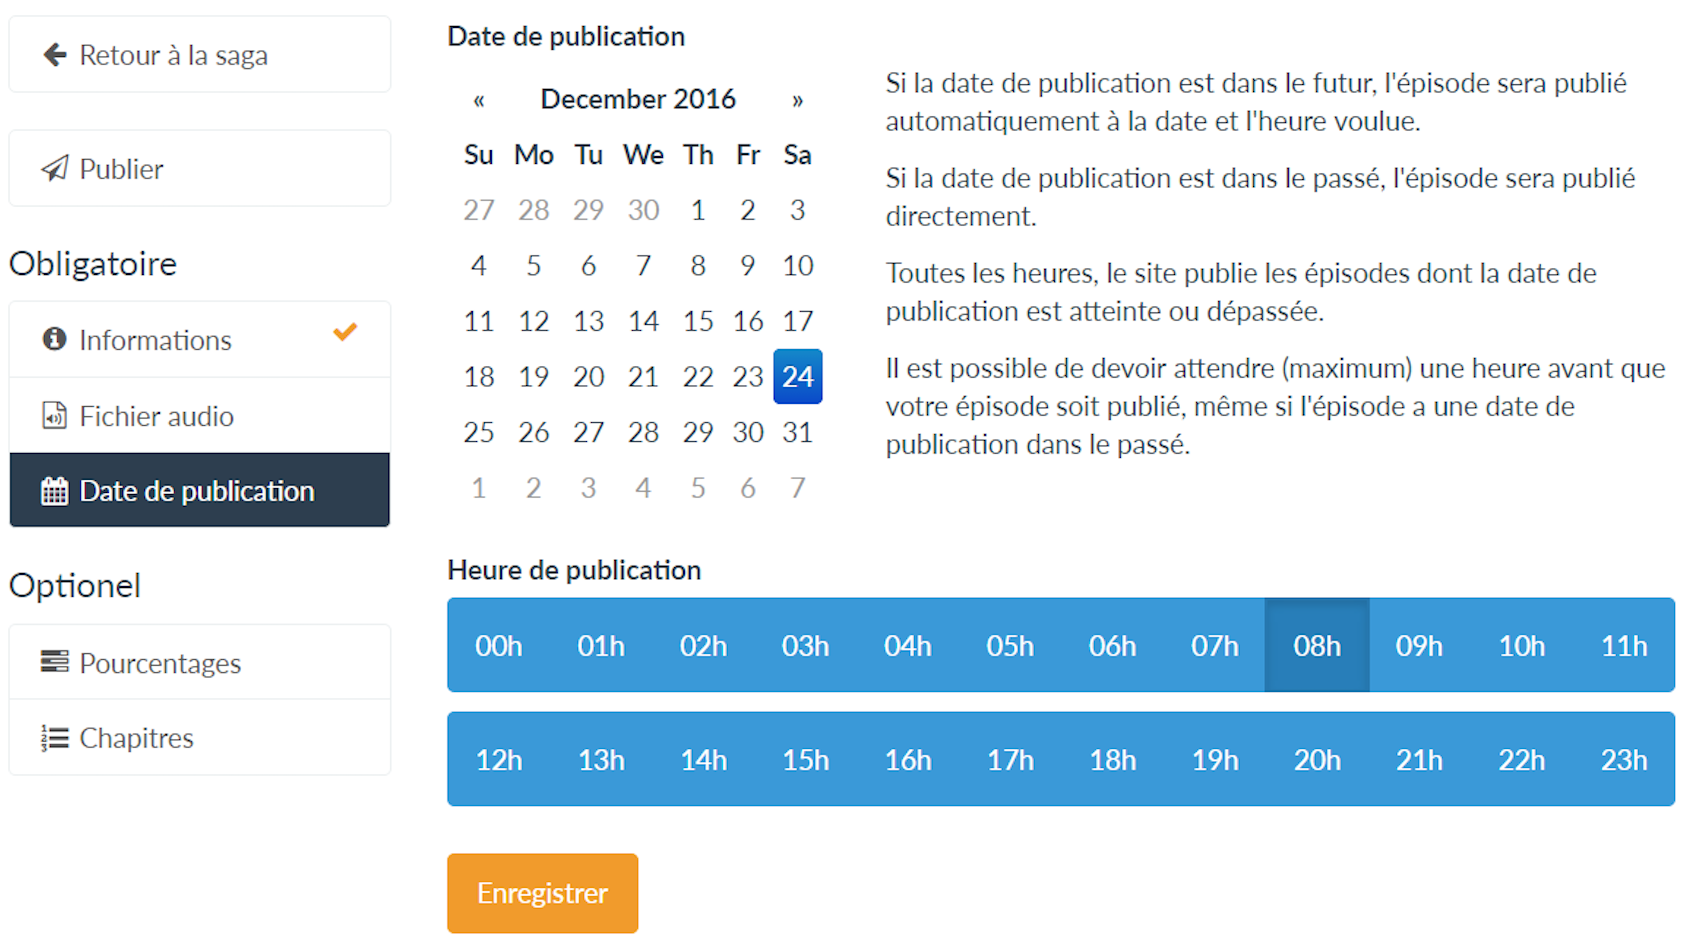 Retour à la saga
Publier
Obligatoire
Informations
Fichier audio
Date de publication
Optionel
Pourcentages
Chapitres
Date de publication
« December 2016 »
Su Mo Tu We Th Fr Sa
27 28 29 30 1 2 3
4 5 6 7 8 9 10
11 12 13 14 15 16 17
18 19 20 21 22 23 24
25 26 27 28 29 30 31
1 2 3 4 5 6 7
Si la date de publication est dans le futur, l'épisode sera publié
automatiquement à la date et l'heure voulue.
Si la date de publication est dans le passé, l'épisode sera publié
directement.
Toutes les heures, le site publie les épisodes dont la date de
publication est atteinte ou dépassée.
Il est possible de devoir attendre (maximum) une heure avant que
votre épisode soit publié, même si l'épisode a une date de
publication dans le passé.
Heure de publication
00h 01h 02h 03h 04h 05h 06h 07h 08h 09h 10h 11h
12h 13h 14h 15h 16h 17h 18h 19h 20h 21h 22h 23h
Enregistrer